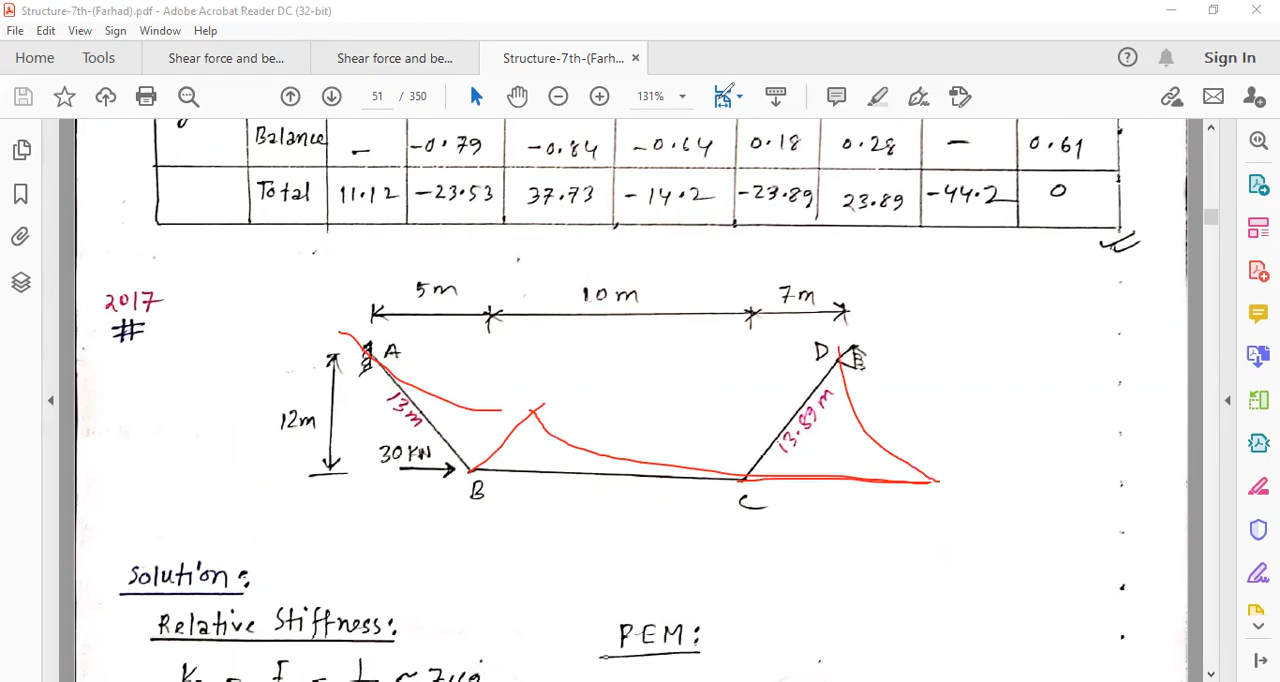 Structure-7th-(Farhad).pdf - Adobe Acrobat Reader DC (32-bit)
File Edit View Sign Window Help
Home Tools Shear force and be... Shear force and be... Structure-7th-(Farh... × Sign In
51 / 350 131%
Balance - -0.79 -0.84 -0.64 0.18 0.28 - 0.61
Total 11.12 -23.53 37.73 -14.2 -23.89 23.89 -44.2 0
2017
#
5m 10m 7m
A D
12m 13m 13.89m
30 KN
B C
Solution:
Relative Stiffness:
FEM: